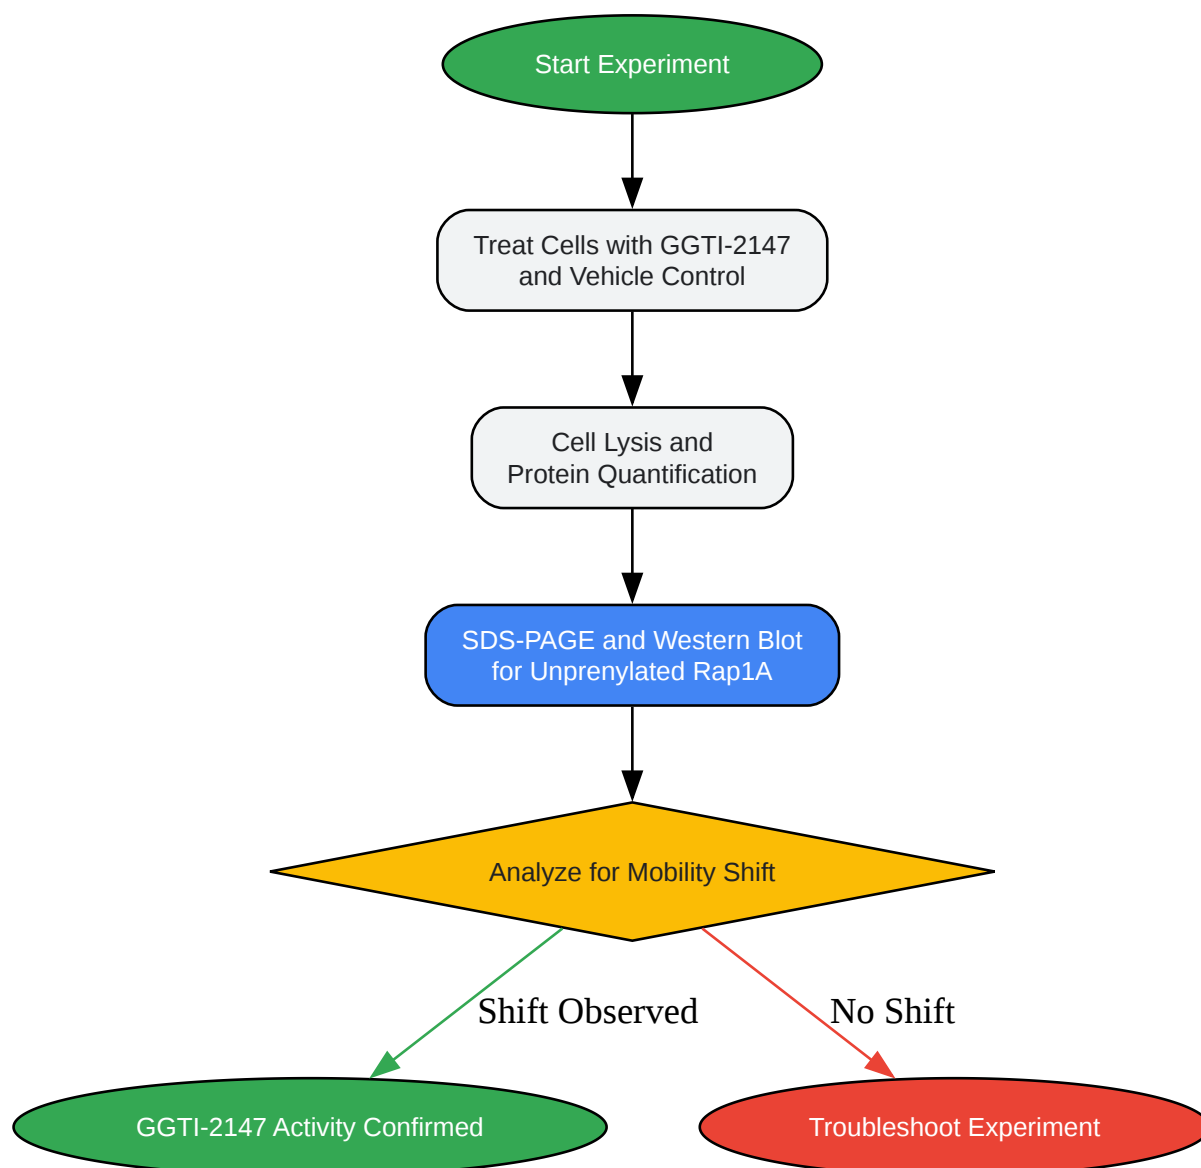 Start Experiment
Treat Cells with GGTI-2147
and Vehicle Control
Cell Lysis and
Protein Quantification
SDS-PAGE and Western Blot
for Unprenylated Rap1A
Analyze for Mobility Shift
Shift Observed
No Shift
GGTI-2147 Activity Confirmed
Troubleshoot Experiment